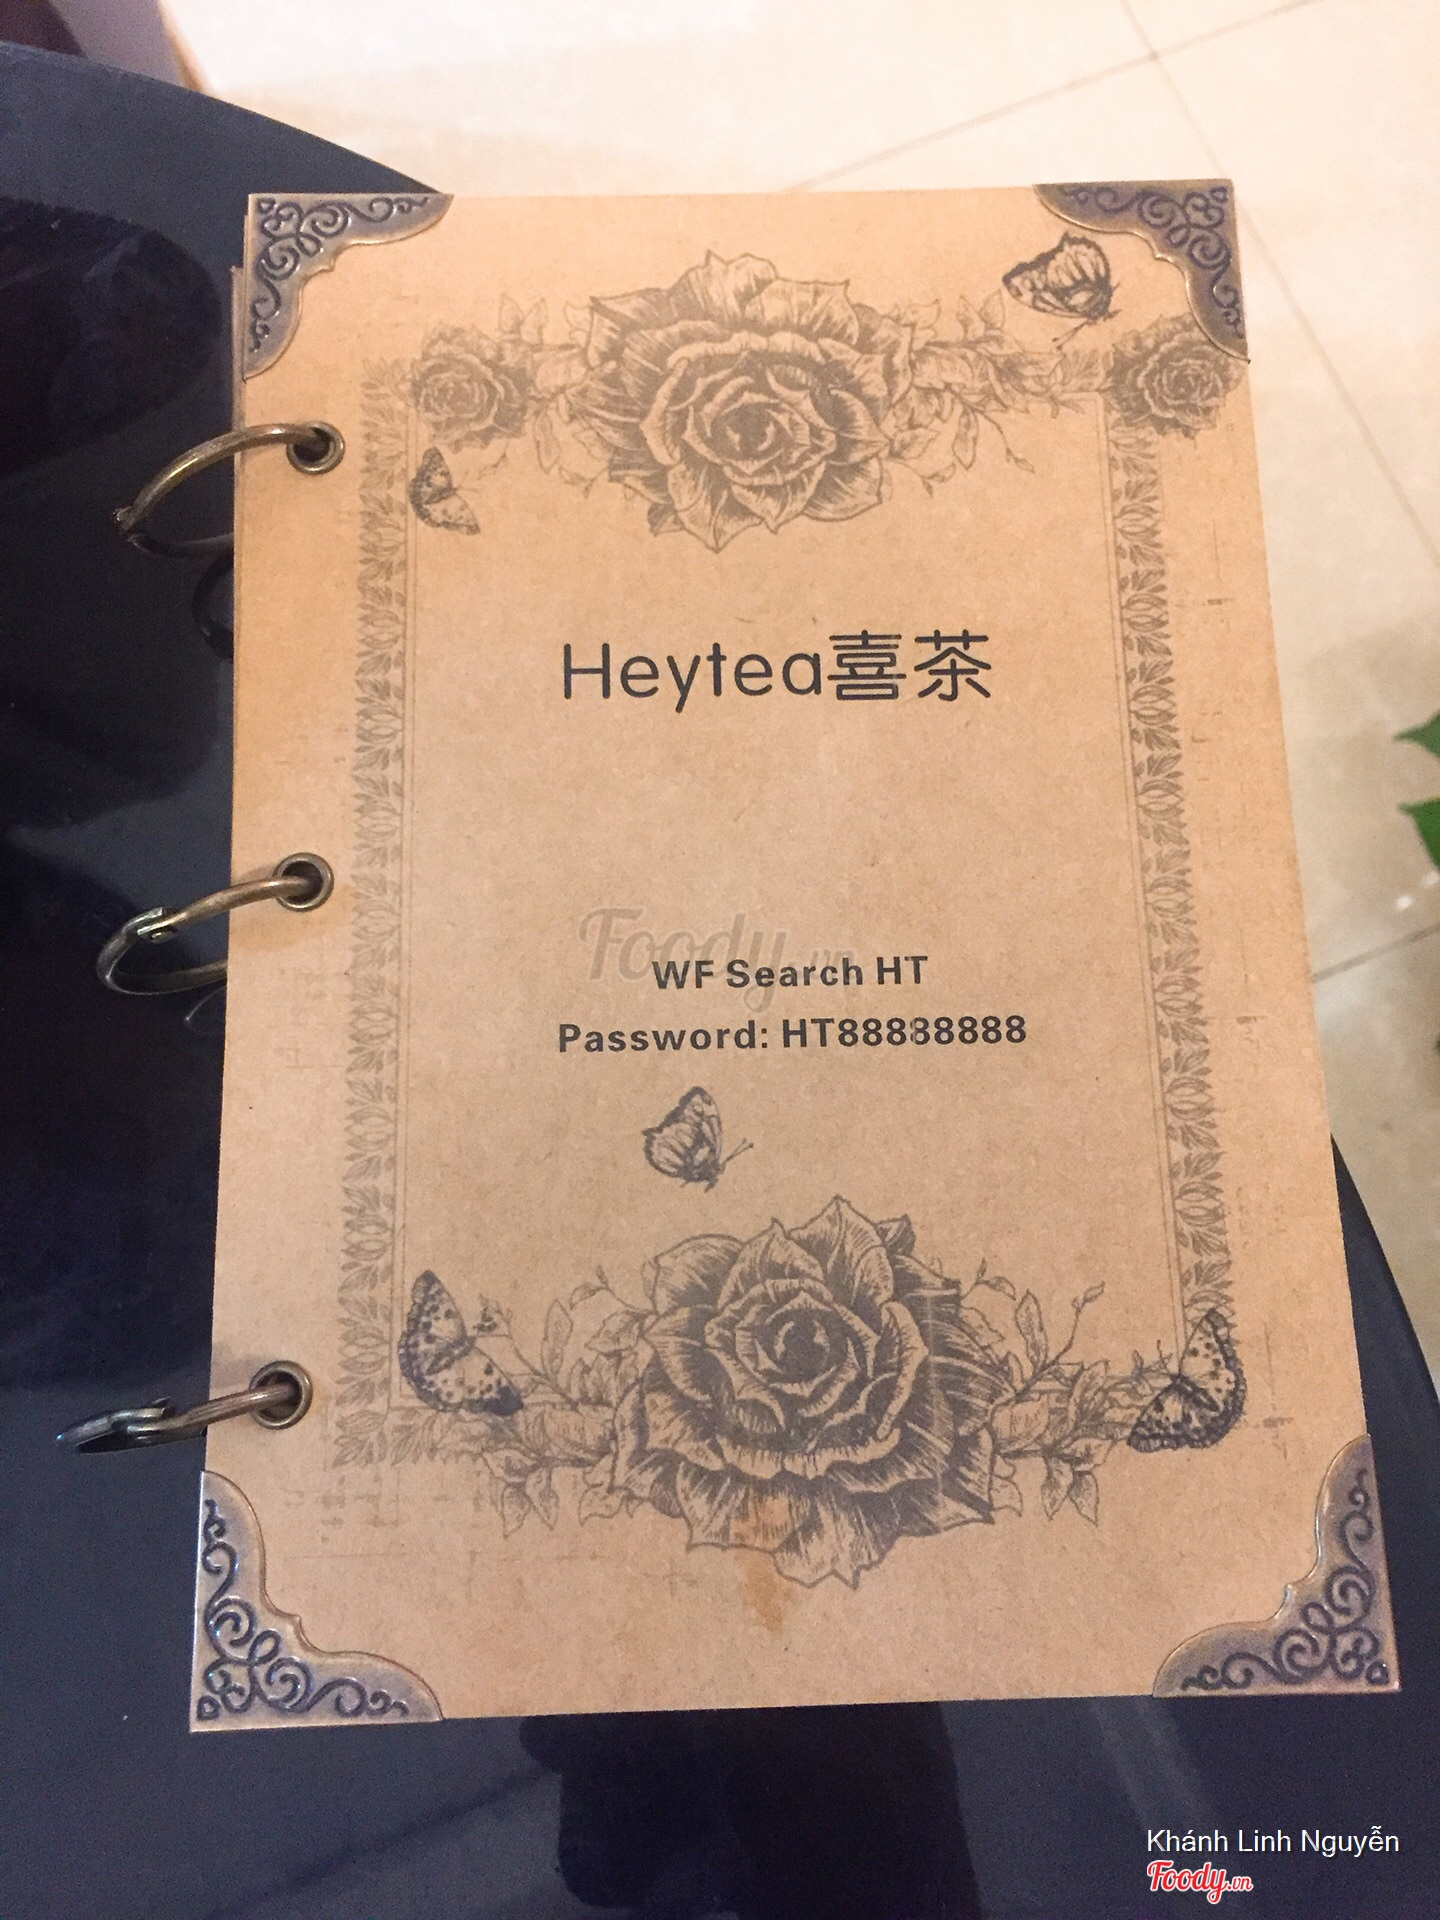 Heytea喜茶
Foody.vn
WF Search HT
Password: HT88888888
Khánh Linh Nguyễn
Foody.vn